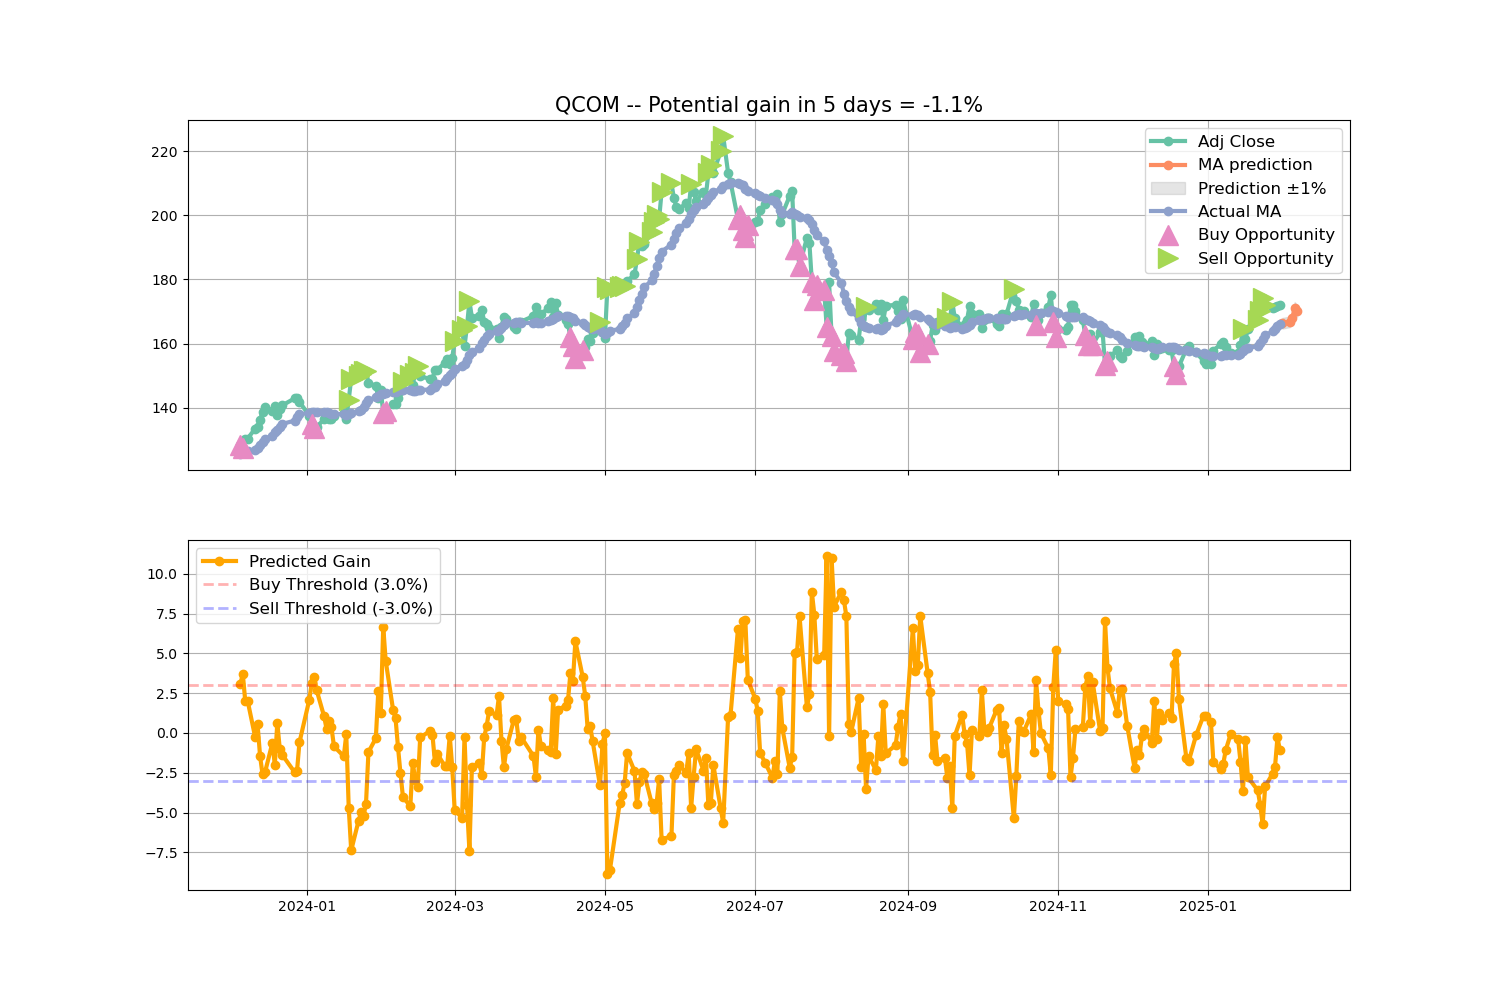 QCOM -- Potential gain in 5 days = -1.1%
220
200
180
160
140
Adj Close
MA prediction
Prediction ±1%
Actual MA
Buy Opportunity
Sell Opportunity
10.0
7.5
5.0
2.5
0.0
−2.5
−5.0
−7.5
Predicted Gain
Buy Threshold (3.0%)
Sell Threshold (-3.0%)
2024-01
2024-03
2024-05
2024-07
2024-09
2024-11
2025-01